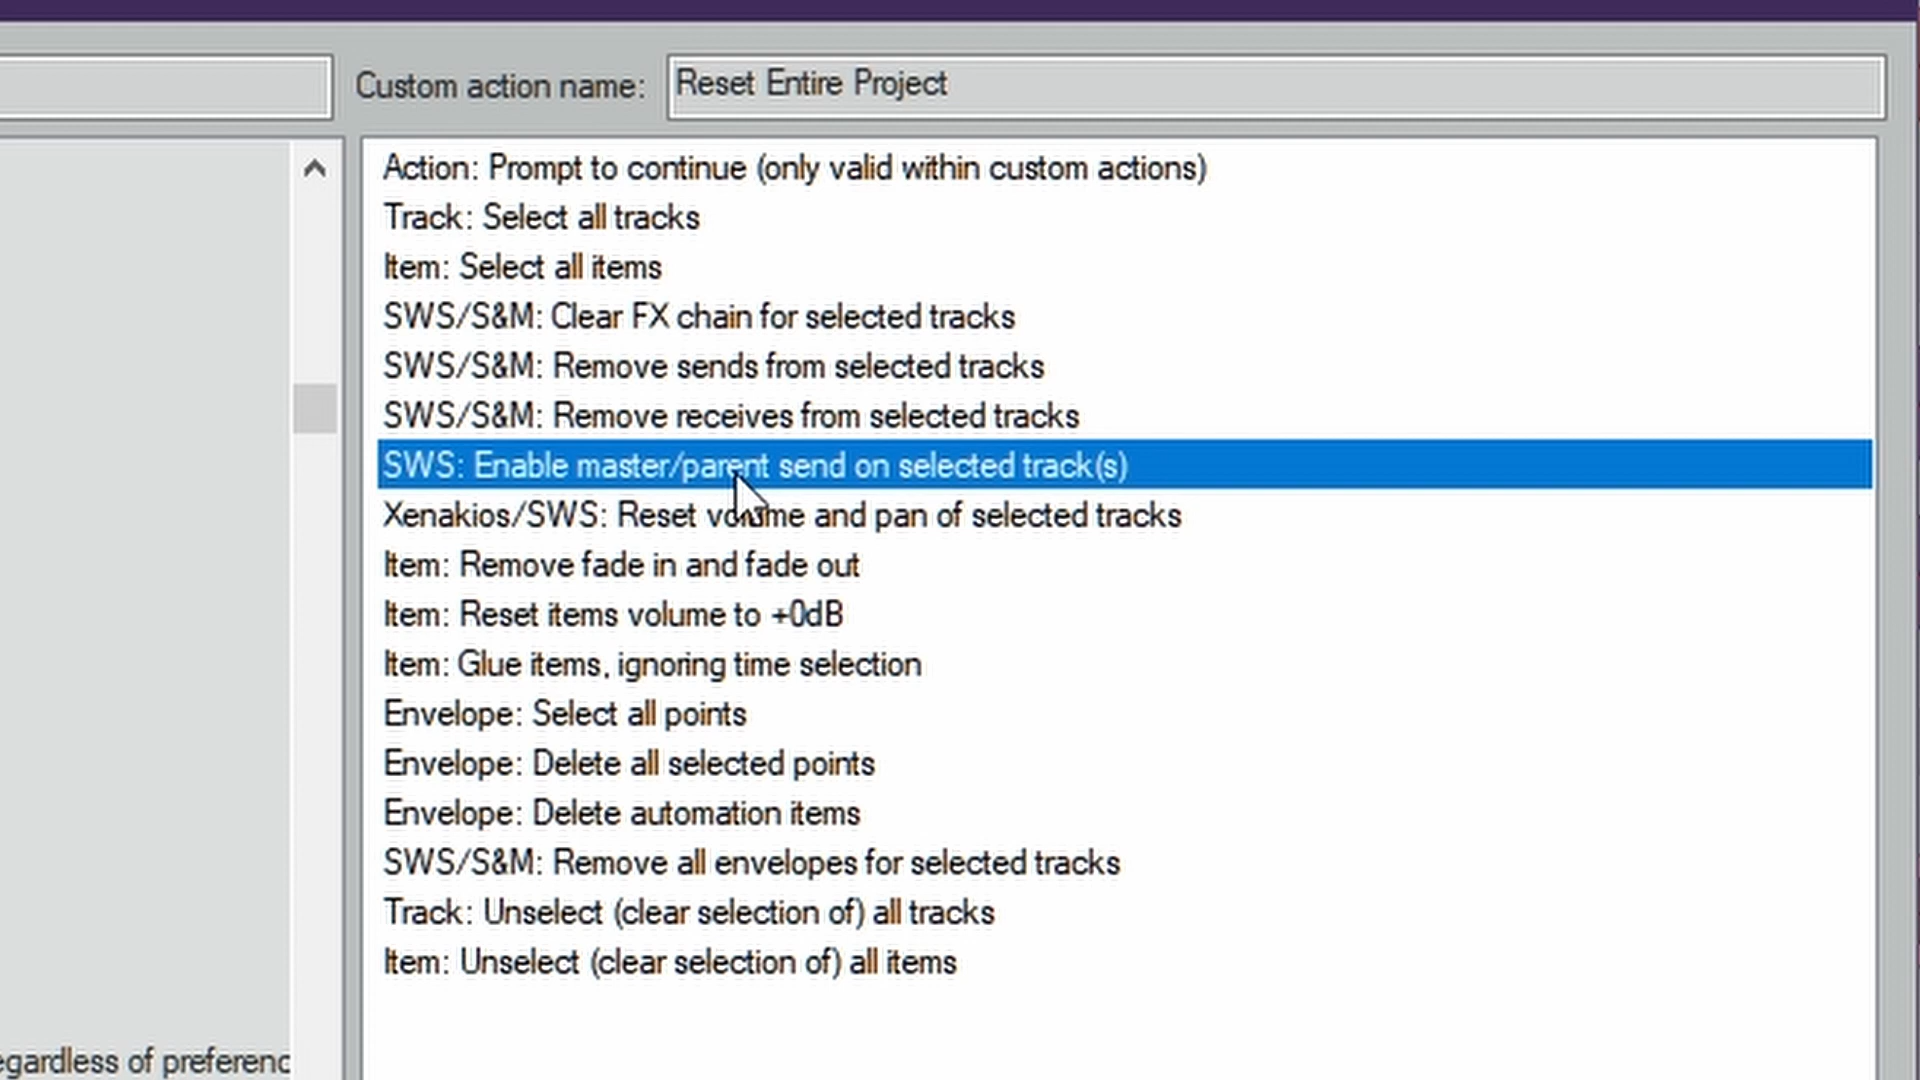 Custom action name: Reset Entire Project
Action: Prompt to continue (only valid within custom actions)
Track: Select all tracks
Item: Select all items
SWS/S&M: Clear FX chain for selected tracks
SWS/S&M: Remove sends from selected tracks
SWS/S&M: Remove receives from selected tracks
SWS: Enable master/parent send on selected track(s)
Xenakios/SWS: Reset volume and pan of selected tracks
Item: Remove fade in and fade out
Item: Reset items volume to +0dB
Item: Glue items, ignoring time selection
Envelope: Select all points
Envelope: Delete all selected points
Envelope: Delete automation items
SWS/S&M: Remove all envelopes for selected tracks
Track: Unselect (clear selection of) all tracks
Item: Unselect (clear selection of) all items
egardless of preferenc